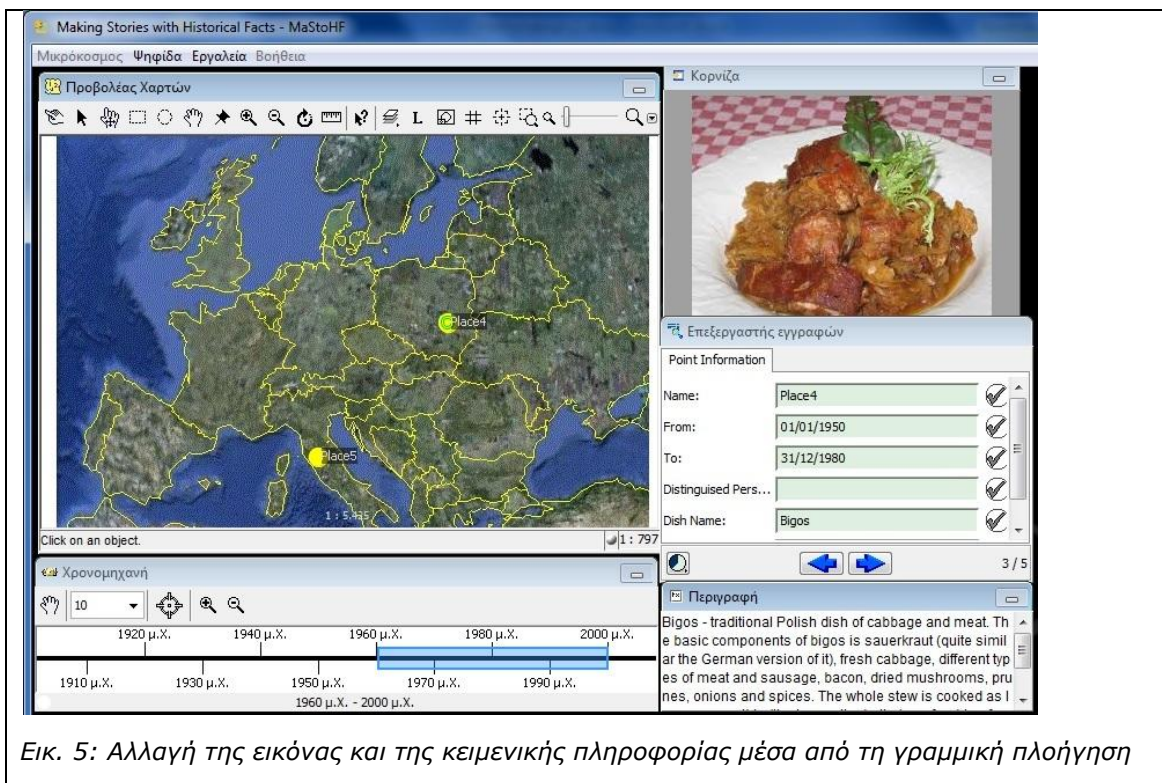 Making Stories with Historical Facts - MaStoHF
Μικρόκοσμος Ψηφίδα Εργαλεία Βοήθεια
Προβολέας Χαρτών
L
Place4
Place5
1 : 5.435
Click on an object.
1 : 797
Κορνίζα
Επεξεργαστής εγγραφών
Point Information
Name: Place4
From: 01/01/1950
To: 31/12/1980
Distinguised Pers...
Dish Name: Bigos
3 / 5
Χρονομηχανή
10
1920 μ.Χ. 1940 μ.Χ. 1960 μ.Χ. 1980 μ.Χ. 2000 μ.Χ.
1910 μ.Χ. 1930 μ.Χ. 1950 μ.Χ. 1970 μ.Χ. 1990 μ.Χ.
1960 μ.Χ. - 2000 μ.Χ.
Περιγραφή
Bigos - traditional Polish dish of cabbage and meat. Th
e basic components of bigos is sauerkraut (quite simil
ar the German version of it), fresh cabbage, different typ
es of meat and sausage, bacon, dried mushrooms, pru
nes, onions and spices. The whole stew is cooked as l
Εικ. 5: Αλλαγή της εικόνας και της κειμενικής πληροφορίας μέσα από τη γραμμική πλοήγηση